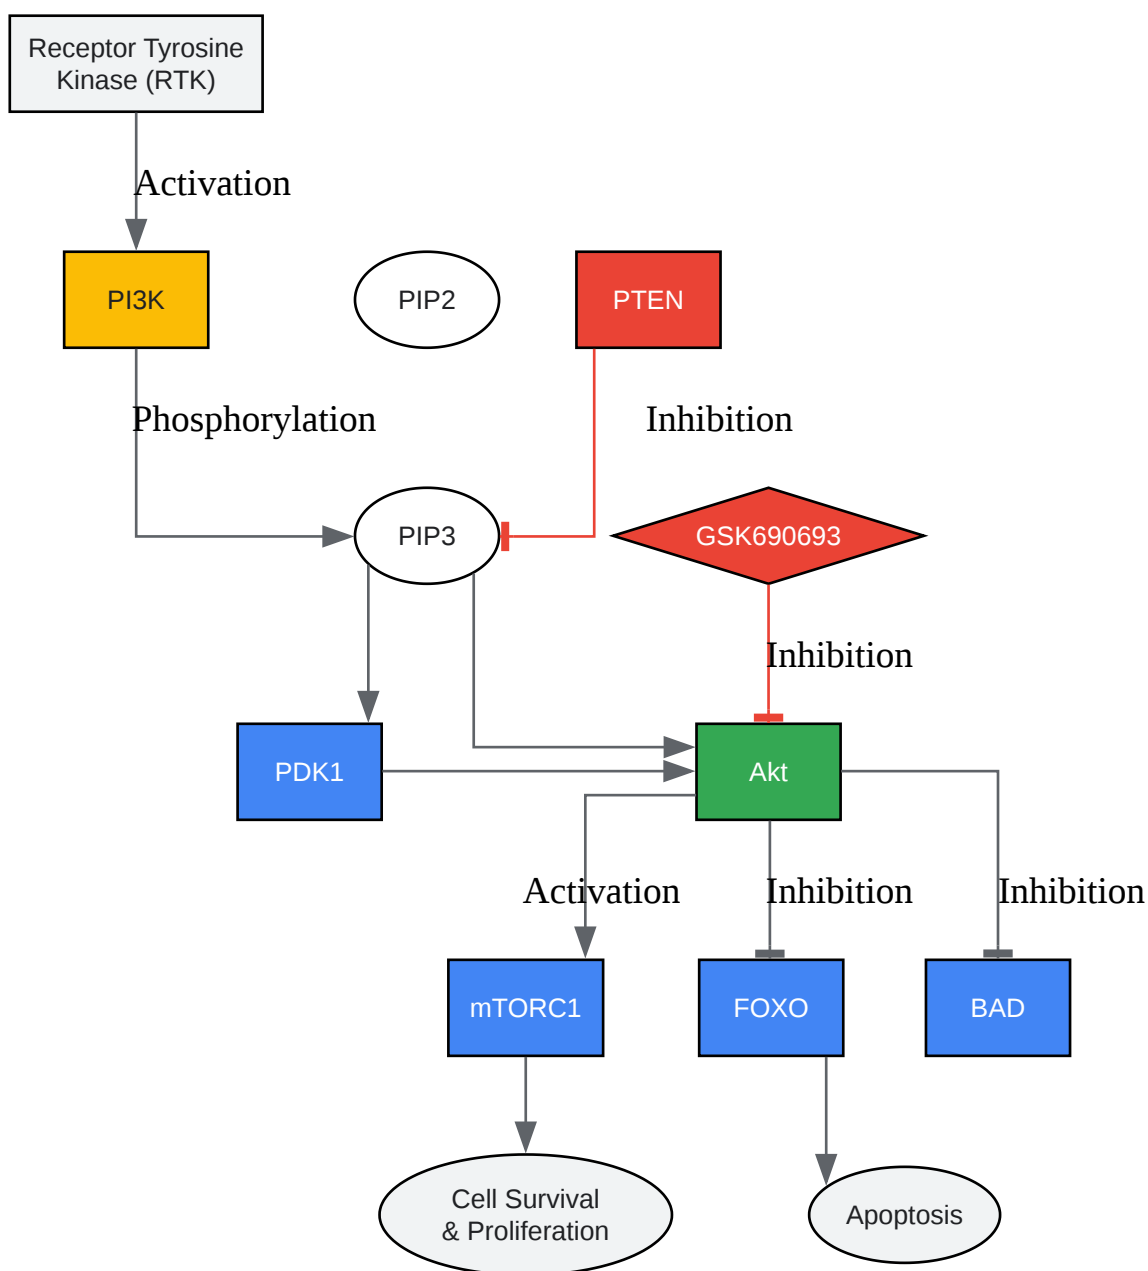 Receptor Tyrosine
Kinase (RTK)
Activation
PI3K
PIP2
PTEN
Phosphorylation
Inhibition
PIP3
GSK690693
Inhibition
PDK1
Akt
Activation
Inhibition
Inhibition
mTORC1
FOXO
BAD
Cell Survival
& Proliferation
Apoptosis